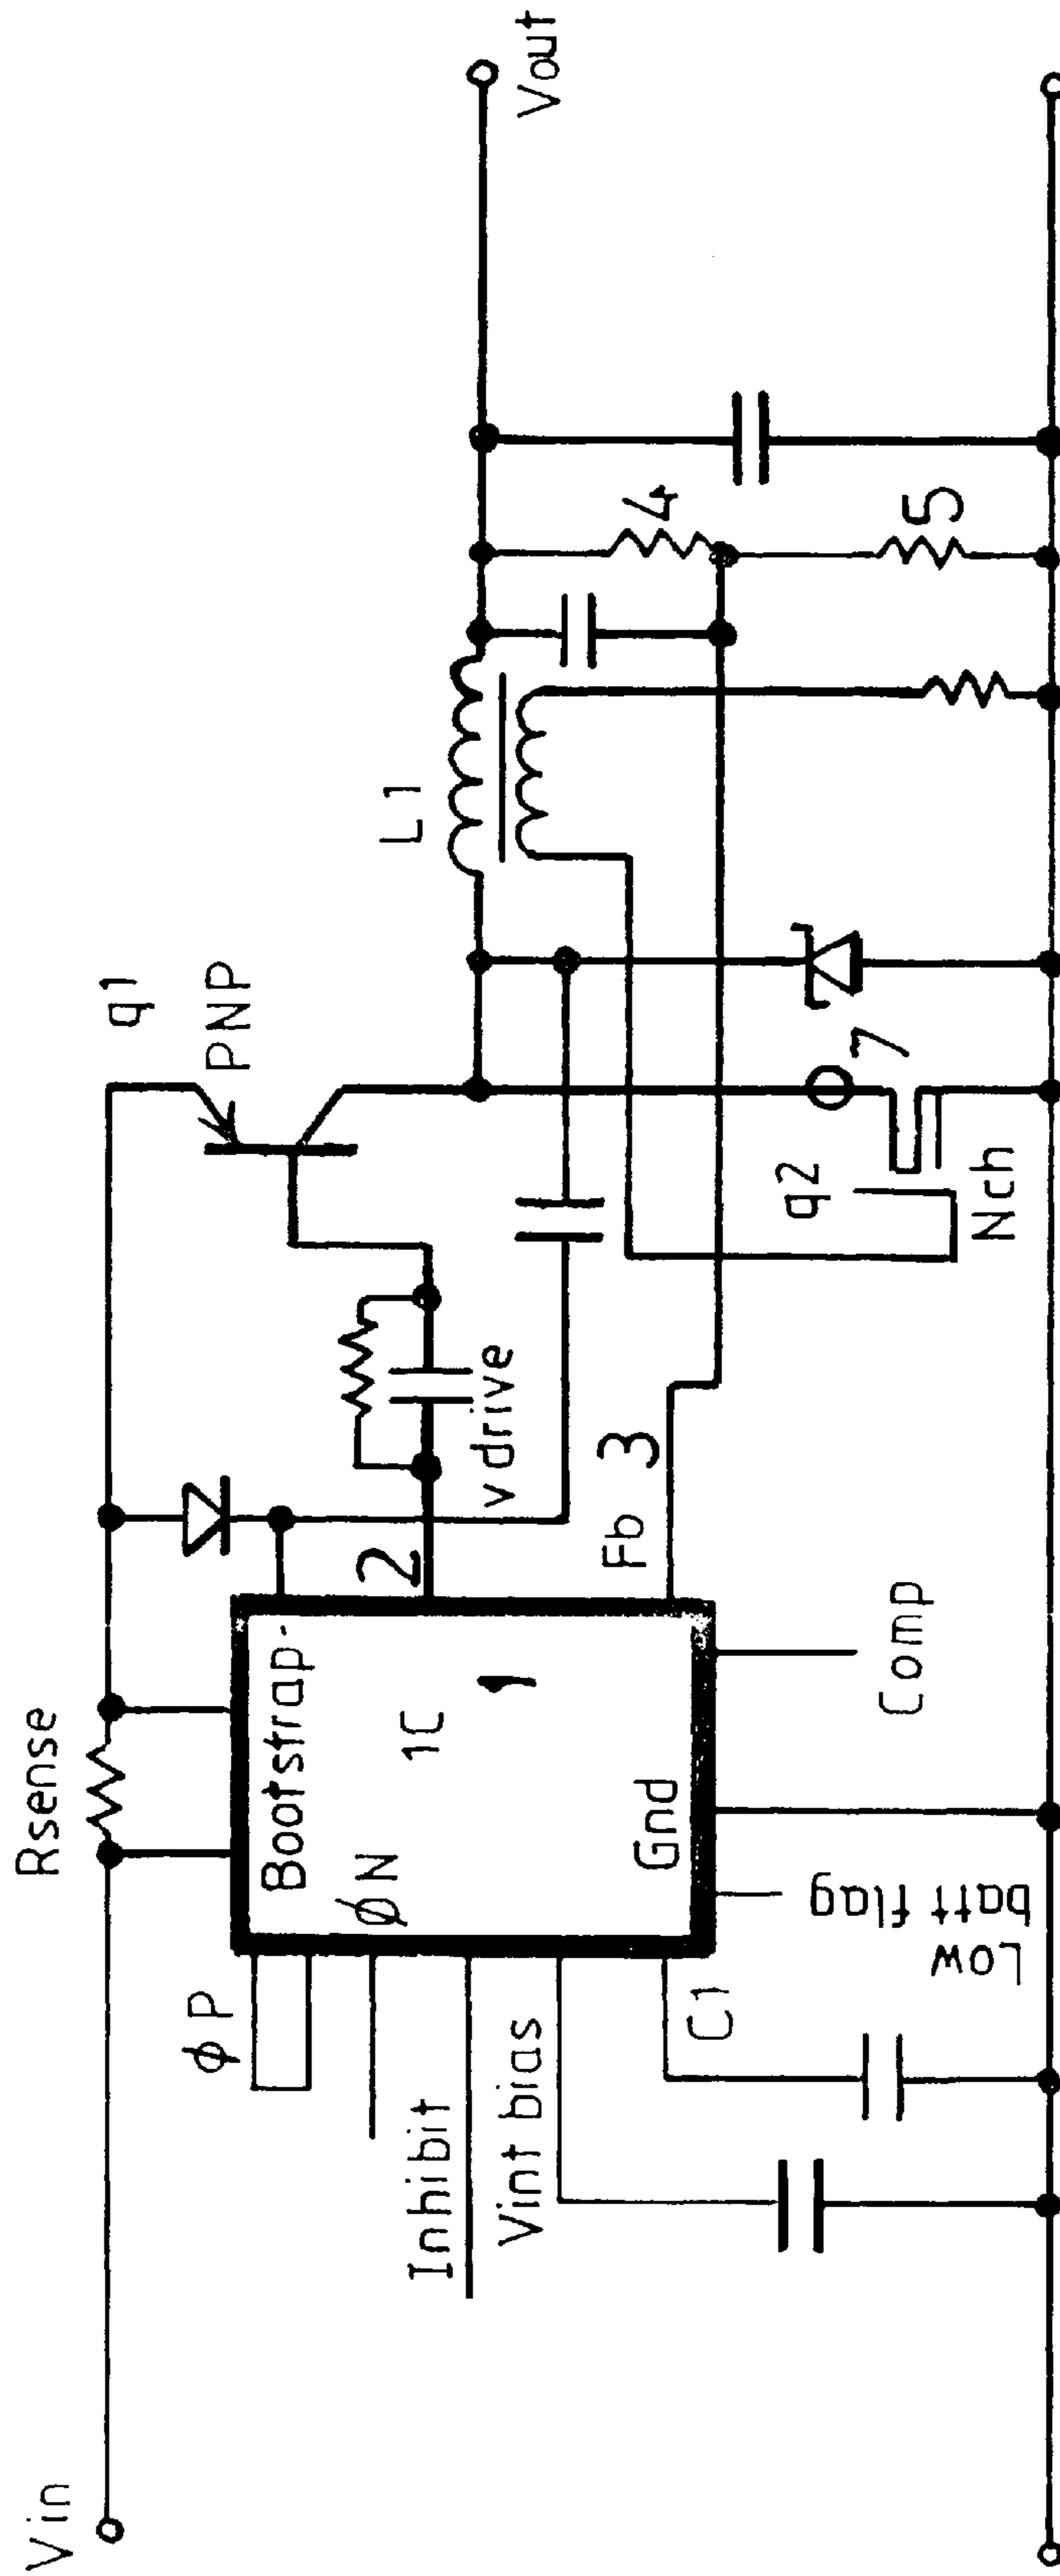 Vin
Rsense
q1
PNP
L1
Vout
Bootstrap
1C
1
2
vdrive
Fb
3
4
5
7
q2
Nch
ϕP
ϕN
Inhibit
Vint bias
C1
Gnd
Low
batt flag
Comp